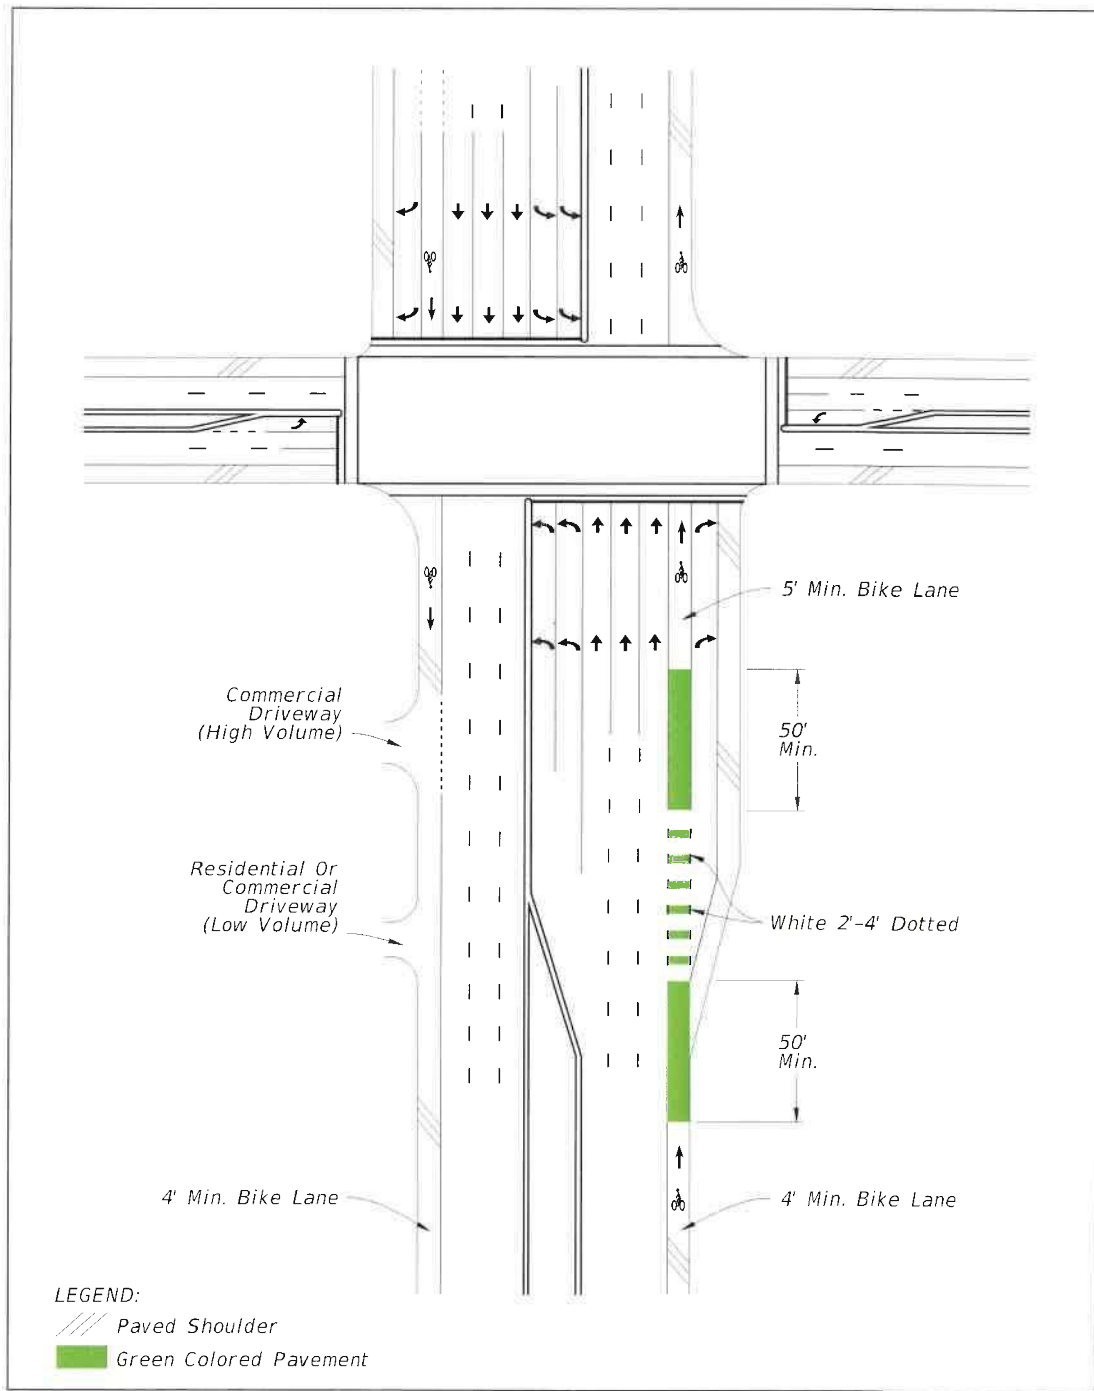 5' Min. Bike Lane
Commercial
Driveway
(High Volume)
50'
Min.
Residential Or
Commercial
Driveway
(Low Volume)
White 2'-4' Dotted
50'
Min.
4' Min. Bike Lane
4' Min. Bike Lane
LEGEND:
Paved Shoulder
Green Colored Pavement